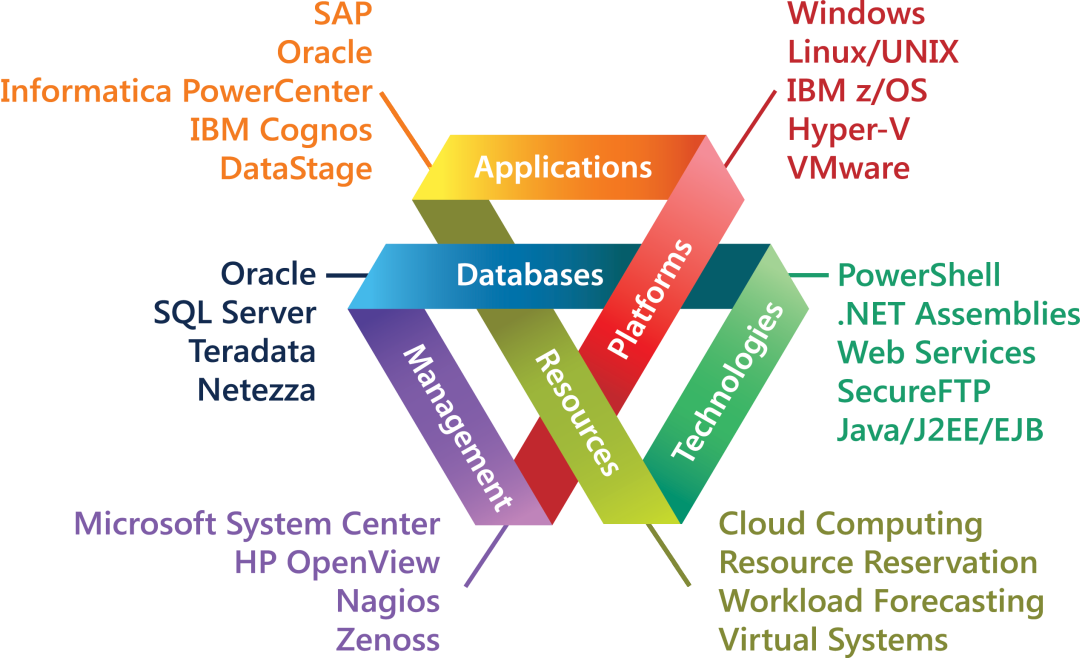 SAP
Oracle
Informatica PowerCenter
IBM Cognos
DataStage
Windows
Linux/UNIX
IBM z/OS
Hyper-V
VMware
Applications
Databases
Platforms
Technologies
Resources
Management
Oracle
SQL Server
Teradata
Netezza
PowerShell
.NET Assemblies
Web Services
SecureFTP
Java/J2EE/EJB
Microsoft System Center
HP OpenView
Nagios
Zenoss
Cloud Computing
Resource Reservation
Workload Forecasting
Virtual Systems